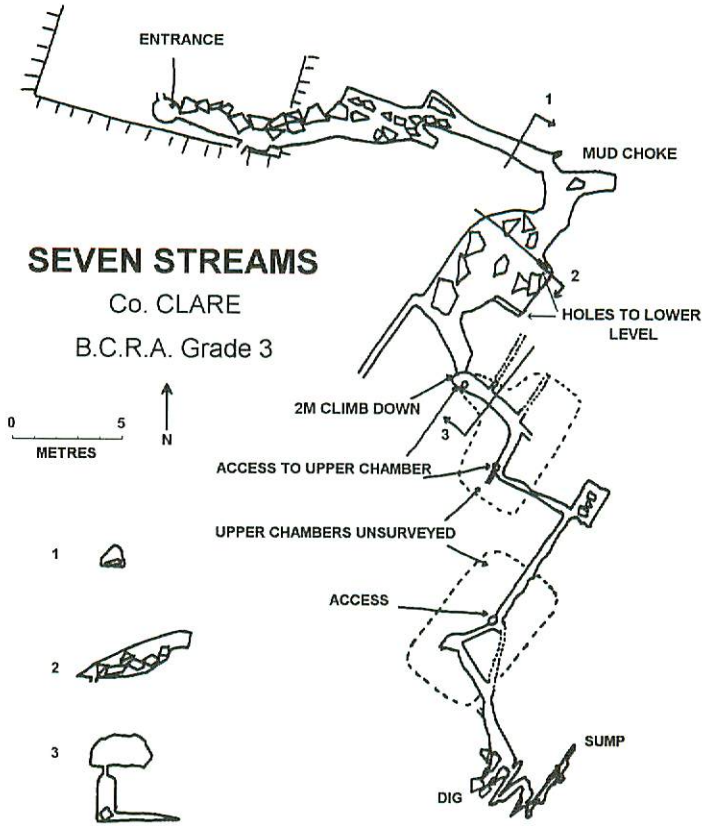 ENTRANCE
1
MUD CHOKE
SEVEN STREAMS
Co. CLARE
B.C.R.A. Grade 3
2
HOLES TO LOWER
LEVEL
0 5
METRES
N
2M CLIMB DOWN
3
ACCESS TO UPPER CHAMBER
UPPER CHAMBERS UNSURVEYED
1
ACCESS
2
3
SUMP
DIG